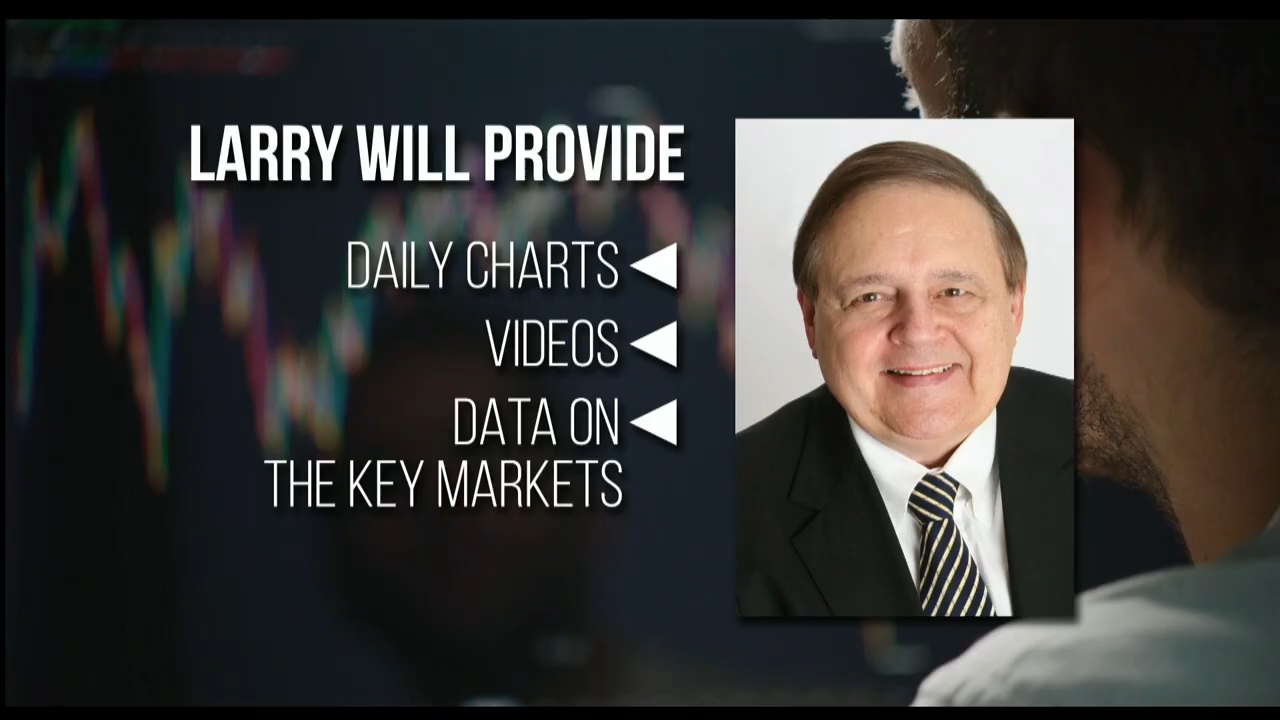 LARRY WILL PROVIDE
DAILY CHARTS
VIDEOS
DATA ON
THE KEY MARKETS